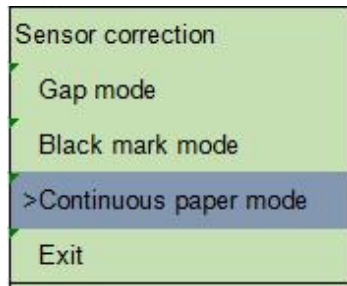 Sensor correction
Gap mode
Black mark mode
>Continuous paper mode
Exit